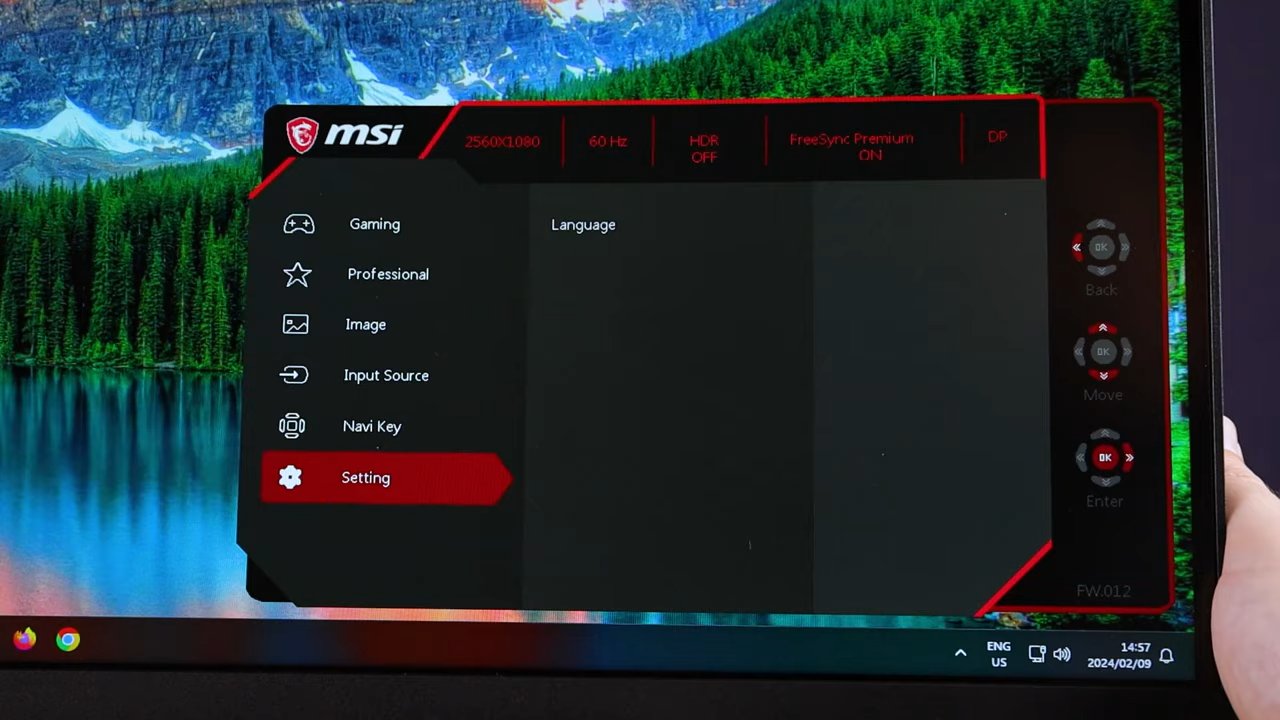 msi
2560X1080
60 Hz
HDR
OFF
FreeSync Premium
ON
DP
Gaming
Language
Professional
Image
Input Source
Navi Key
Setting
OK
Back
OK
Move
OK
Enter
FW.012
ENG
US
14:57
2024/02/09